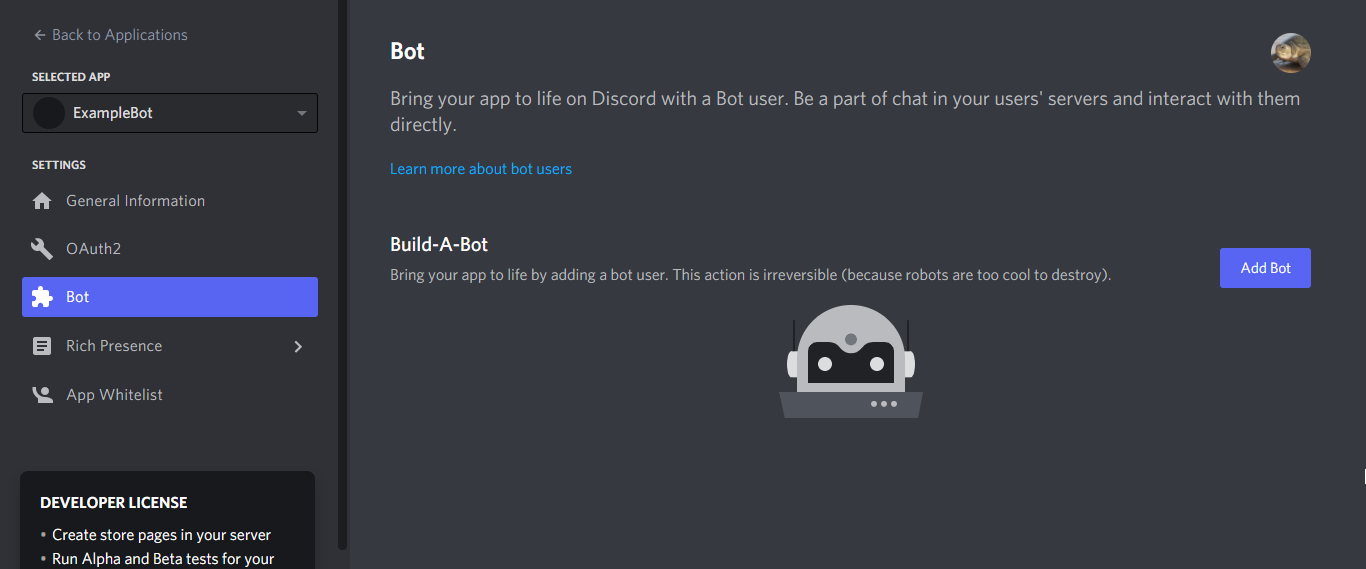 Back to Applications
SELECTED APP
ExampleBot
SETTINGS
General Information
OAuth2
Bot
Rich Presence
App Whitelist
DEVELOPER LICENSE
• Create store pages in your server
• Run Alpha and Beta tests for your
Bot
Bring your app to life on Discord with a Bot user. Be a part of chat in your users' servers and interact with them
directly.
Learn more about bot users
Build-A-Bot
Bring your app to life by adding a bot user. This action is irreversible (because robots are too cool to destroy).
Add Bot